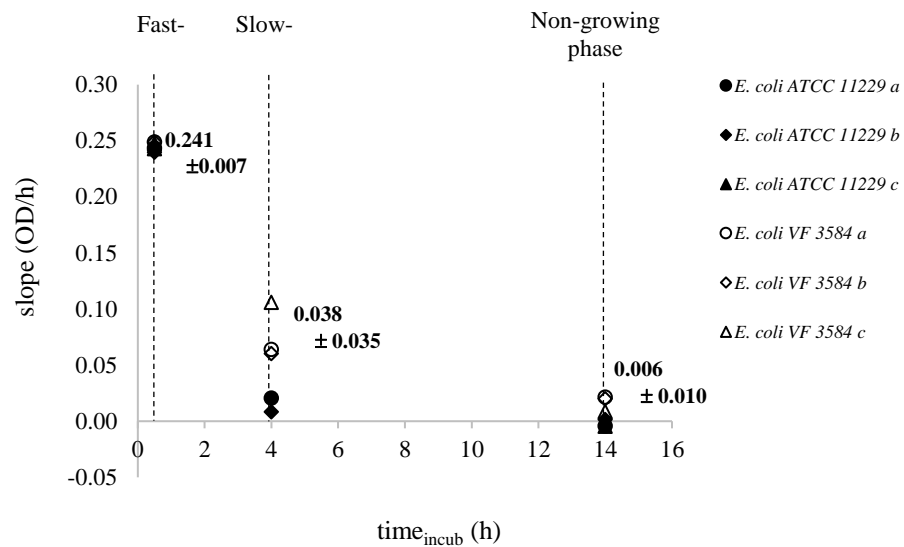 Fast-
Slow-
Non-growing
phase
0.30
0.25
0.20
0.15
0.10
0.05
0.00
-0.05
0 2 4 6 8 10 12 14 16
slope (OD/h)
time_incub (h)
0.241
±0.007
0.038
± 0.035
0.006
± 0.010
E. coli ATCC 11229 a
E. coli ATCC 11229 b
E. coli ATCC 11229 c
E. coli VF 3584 a
E. coli VF 3584 b
E. coli VF 3584 c